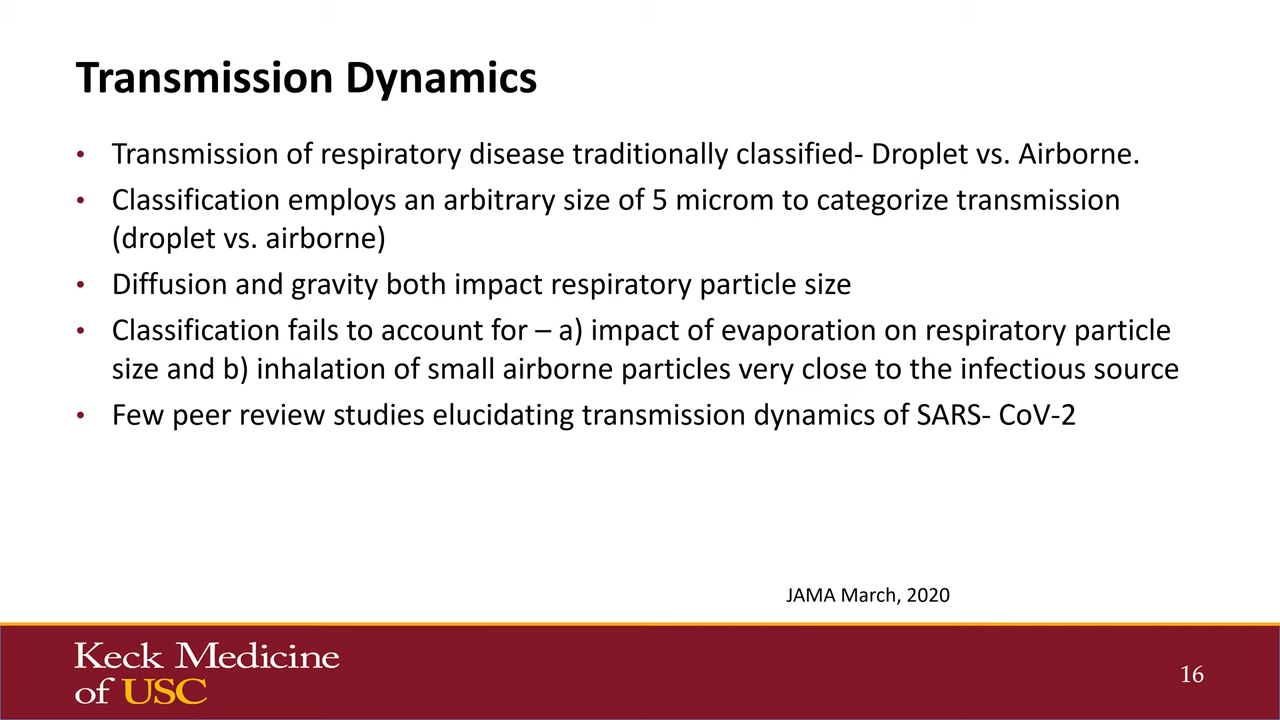 Transmission Dynamics
• Transmission of respiratory disease traditionally classified- Droplet vs. Airborne.
• Classification employs an arbitrary size of 5 microm to categorize transmission
(droplet vs. airborne)
• Diffusion and gravity both impact respiratory particle size
• Classification fails to account for – a) impact of evaporation on respiratory particle
size and b) inhalation of small airborne particles very close to the infectious source
• Few peer review studies elucidating transmission dynamics of SARS- CoV-2
JAMA March, 2020
Keck Medicine
of USC
16